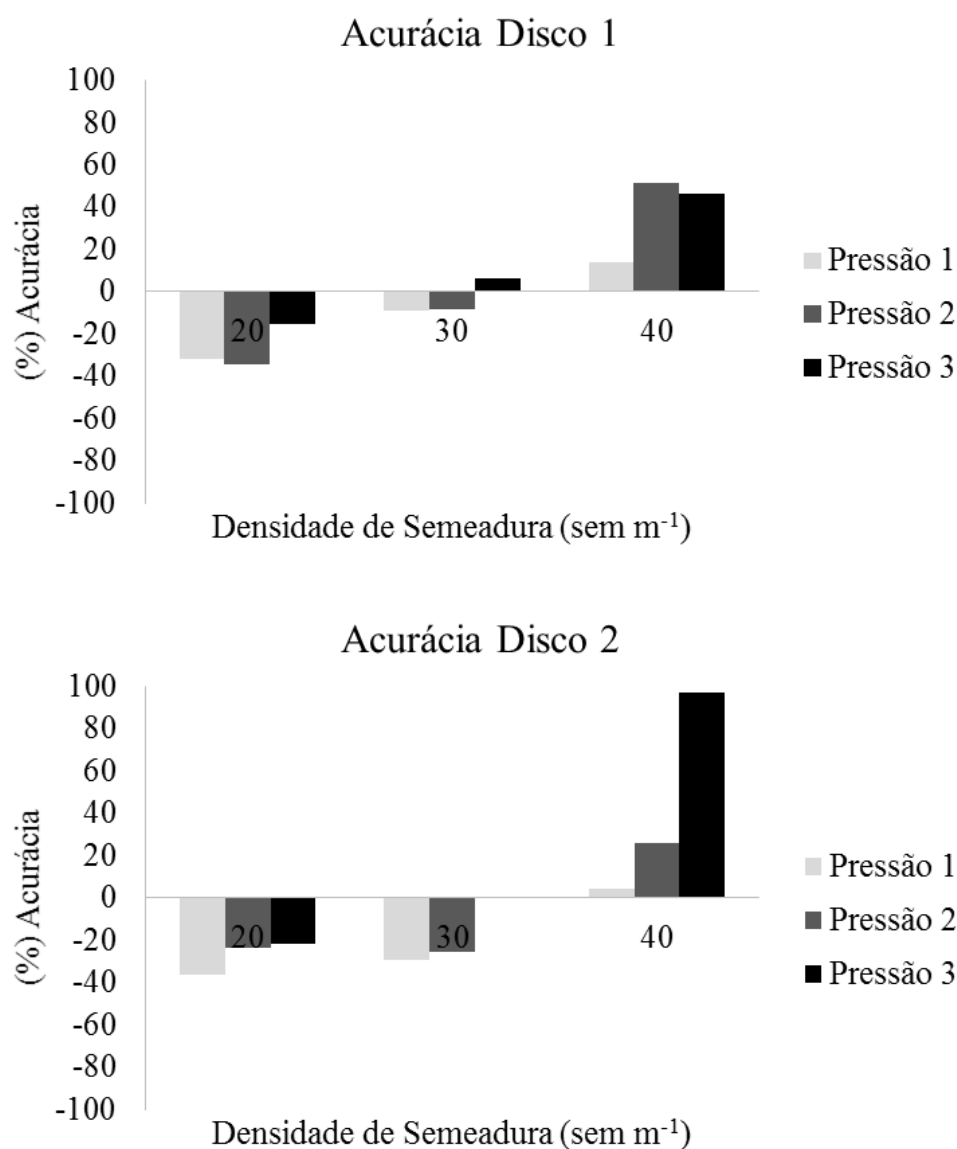 Acurácia Disco 1
100
80
60
40
20
0
-20
-40
-60
-80
-100
(%) Acurácia
20
30
40
Densidade de Semeadura (sem m⁻¹)
Pressão 1
Pressão 2
Pressão 3
Acurácia Disco 2
100
80
60
40
20
0
-20
-40
-60
-80
-100
(%) Acurácia
20
30
40
Densidade de Semeadura (sem m⁻¹)
Pressão 1
Pressão 2
Pressão 3